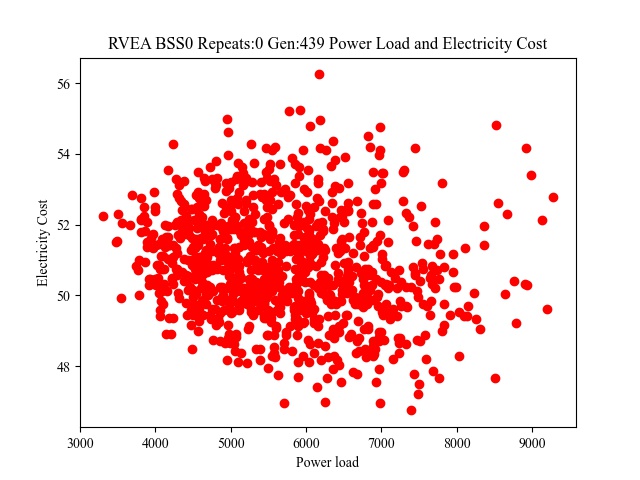 RVEA BSS0 Repeats:0 Gen:439 Power Load and Electricity Cost
56
54
52
50
48
Electricity Cost
3000 4000 5000 6000 7000 8000 9000
Power load